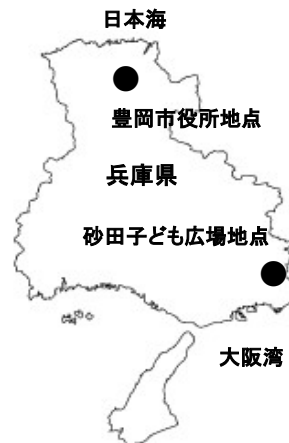 日本海
豊岡市役所地点
兵庫県
砂田子ども広場地点
大阪湾